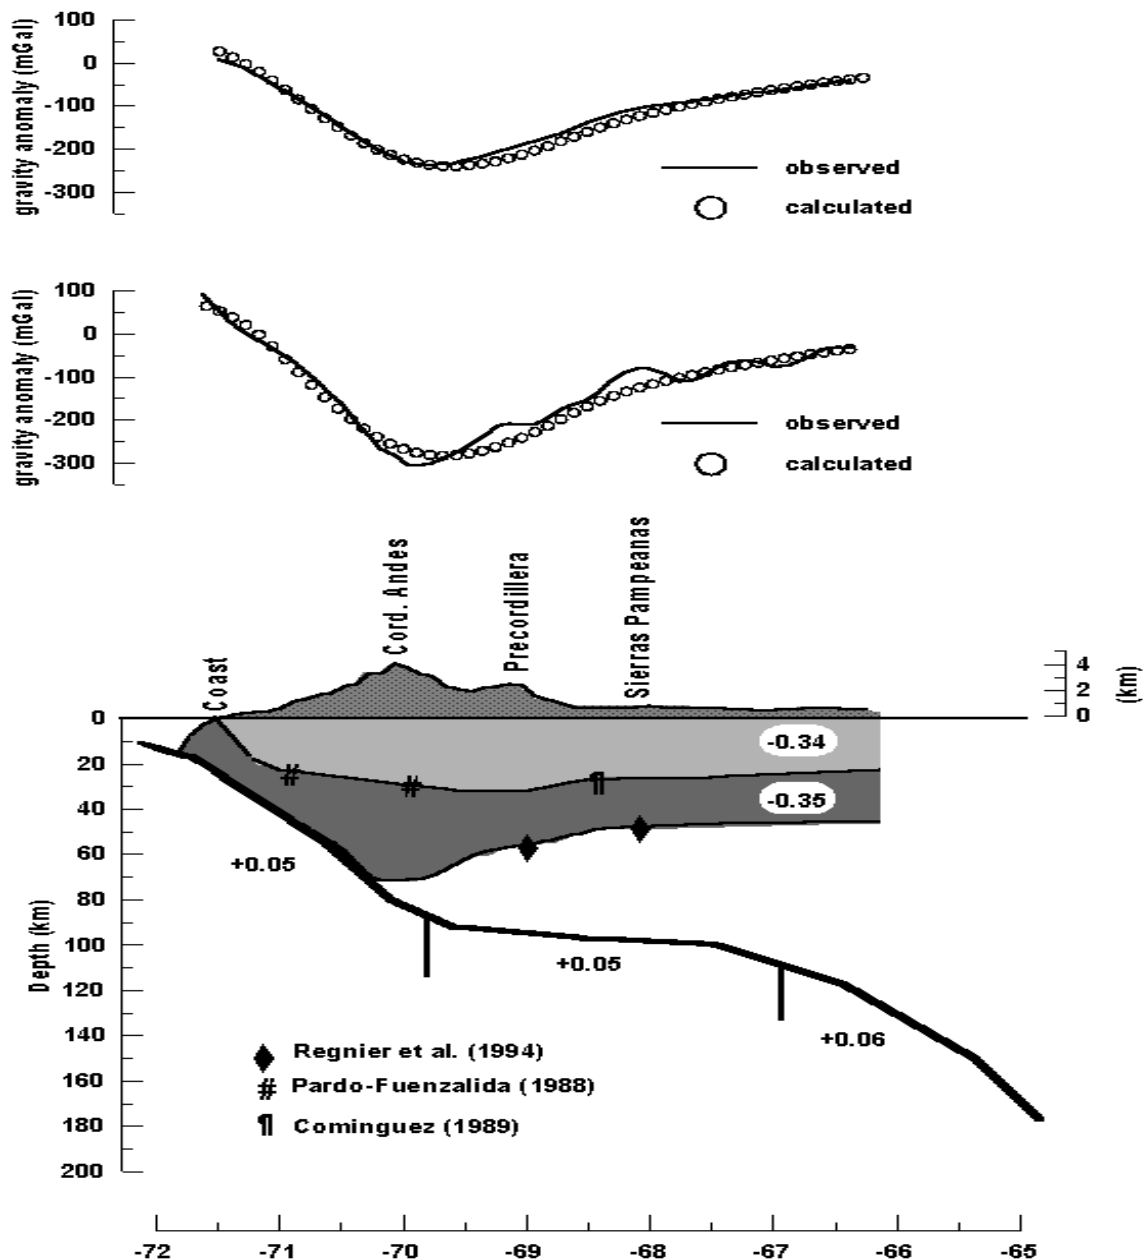 100
0
-100
-200
-300
gravity anomaly (mGal)
observed
calculated
100
0
-100
-200
-300
gravity anomaly (mGal)
observed
calculated
Coast
Cord. Andes
Precordillera
Sierras Pampeanas
4
2
0
(km)
0
20
40
60
80
100
120
140
160
180
200
Depth (km)
-0.34
-0.35
#
#
¶
+0.05
+0.05
+0.06
♦ Regnier et al. (1994)
# Pardo-Fuenzalida (1988)
¶ Cominguez (1989)
-72 -71 -70 -69 -68 -67 -66 -65